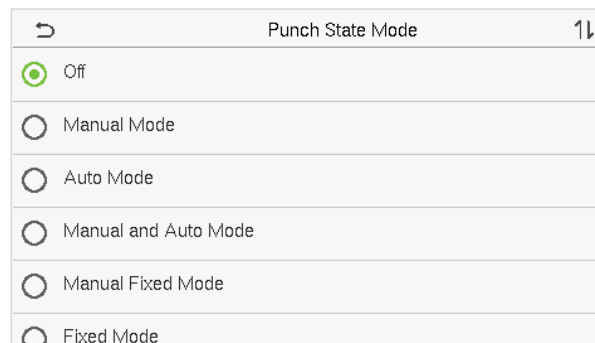 Punch State Mode
Off
Manual Mode
Auto Mode
Manual and Auto Mode
Manual Fixed Mode
Fixed Mode